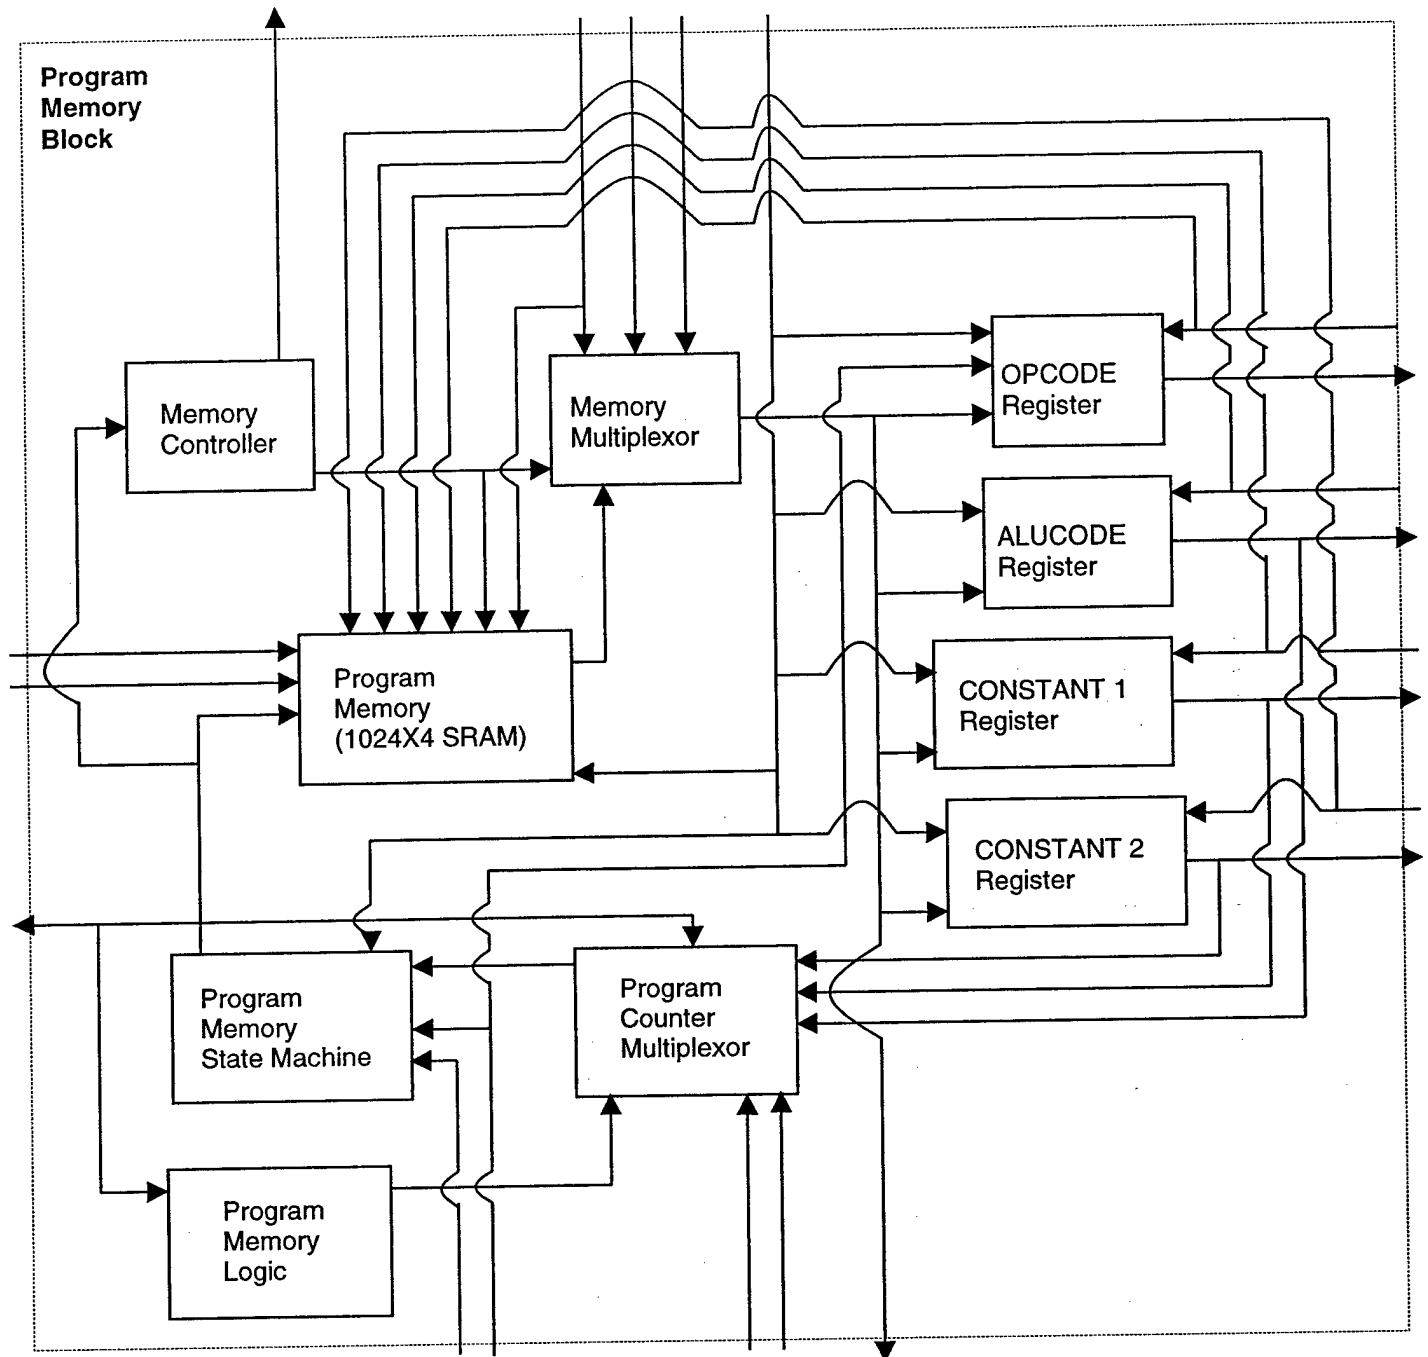 Program
Memory
Block
Memory
Controller
Memory
Multiplexor
OPCODE
Register
ALUCODE
Register
Program
Memory
(1024X4 SRAM)
CONSTANT 1
Register
CONSTANT 2
Register
Program
Memory
State Machine
Program
Counter
Multiplexor
Program
Memory
Logic